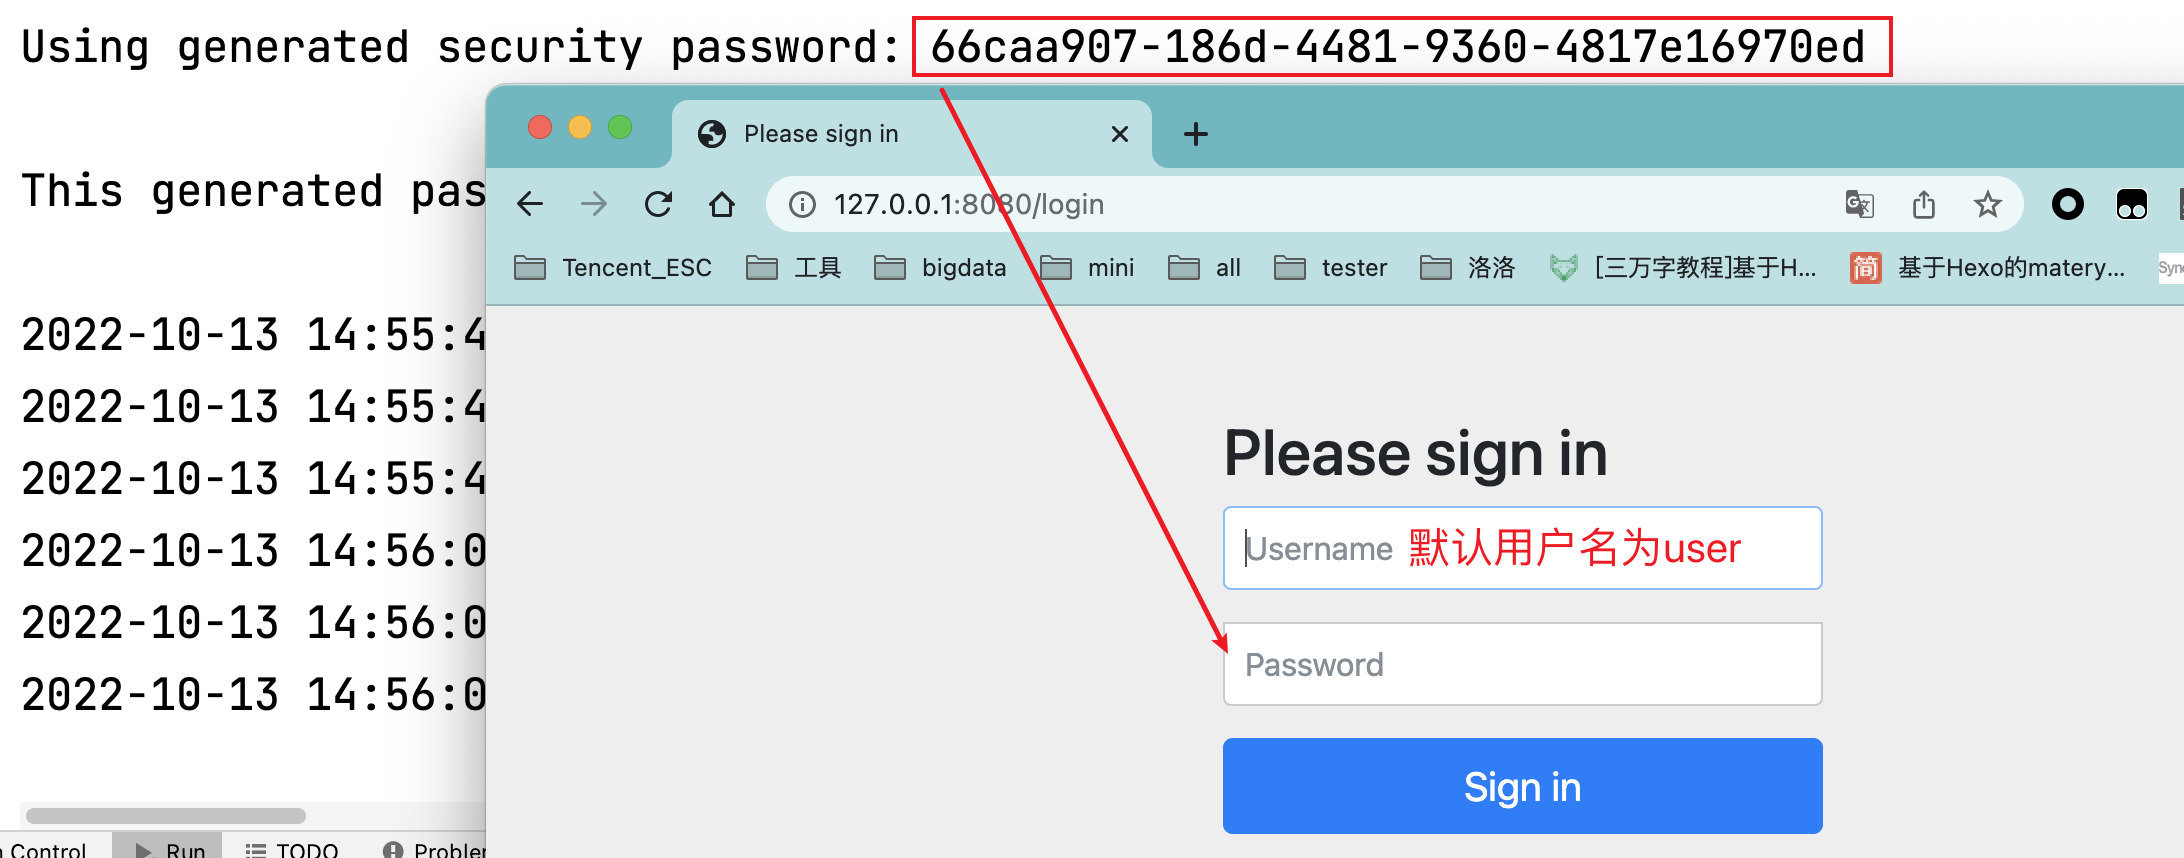 Using generated security password: 66caa907-186d-4481-9360-4817e16970ed
Please sign in
This generated pas
127.0.0.1:8080/login
Tencent_ESC 工具 bigdata mini all tester 洛洛 [三万字教程]基于H... 基于Hexo的matery... Sync
2022-10-13 14:55:4
2022-10-13 14:55:4
2022-10-13 14:55:4
2022-10-13 14:56:0
2022-10-13 14:56:0
2022-10-13 14:56:0
Please sign in
Username 默认用户名为user
Password
Sign in
Control Run TODO Problem